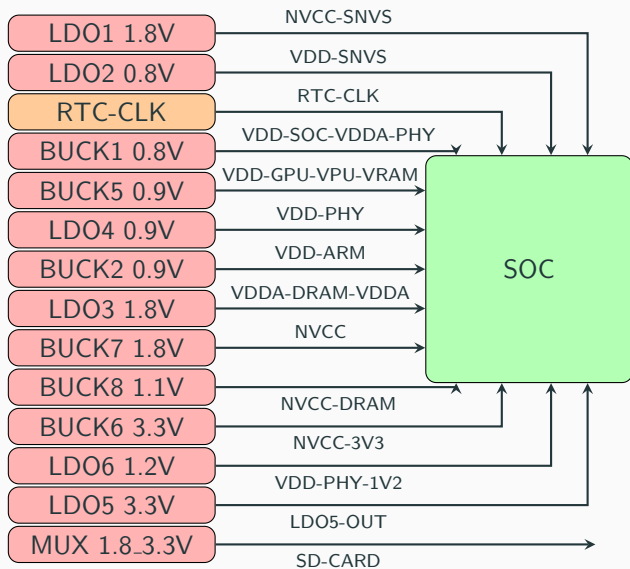 NVCC-SNVS
LDO1 1.8V
VDD-SNVS
LDO2 0.8V
RTC-CLK
RTC-CLK
VDD-SOC-VDDA-PHY
BUCK1 0.8V
VDD-GPU-VPU-VRAM
BUCK5 0.9V
VDD-PHY
LDO4 0.9V
VDD-ARM
BUCK2 0.9V
SOC
VDDA-DRAM-VDDA
LDO3 1.8V
NVCC
BUCK7 1.8V
BUCK8 1.1V
NVCC-DRAM
BUCK6 3.3V
NVCC-3V3
LDO6 1.2V
VDD-PHY-1V2
LDO5 3.3V
LDO5-OUT
MUX 1.8_3.3V
SD-CARD